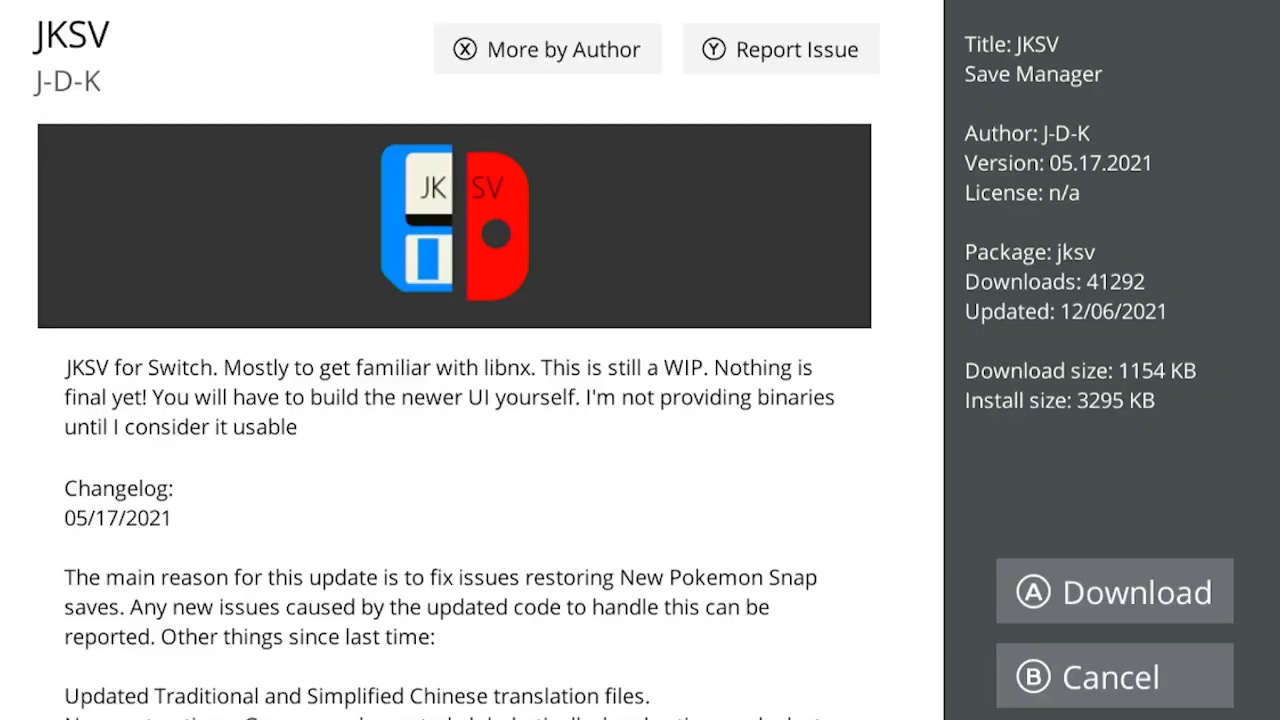 JKSV
J-D-K
X More by Author
Y Report Issue
JK SV
JKSV for Switch. Mostly to get familiar with libnx. This is still a WIP. Nothing is
final yet! You will have to build the newer UI yourself. I'm not providing binaries
until I consider it usable
Changelog:
05/17/2021
The main reason for this update is to fix issues restoring New Pokemon Snap
saves. Any new issues caused by the updated code to handle this can be
reported. Other things since last time:
Updated Traditional and Simplified Chinese translation files.
Title: JKSV
Save Manager
Author: J-D-K
Version: 05.17.2021
License: n/a
Package: jksv
Downloads: 41292
Updated: 12/06/2021
Download size: 1154 KB
Install size: 3295 KB
A Download
B Cancel